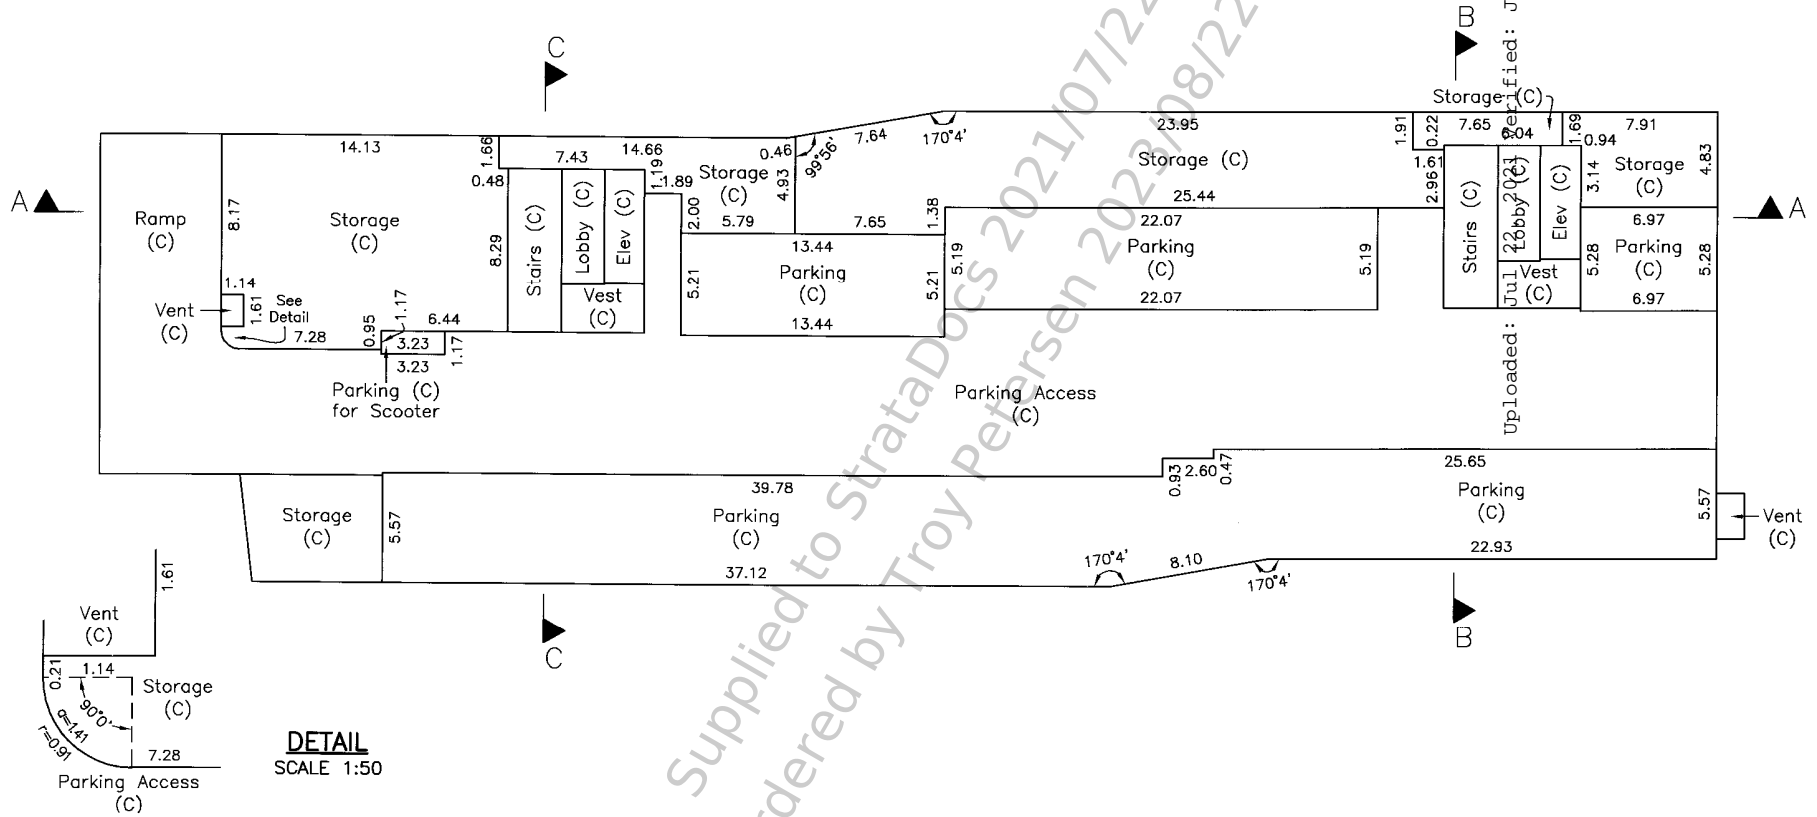 C
B
Storage (C)
14.13
1.66
14.66
7.43
0.46
99°56'
7.64
170°4'
23.95
1.91
0.22
7.65
6.04
1.69
0.94
7.91
0.48
1.19
1.89
Storage
(C)
4.93
Storage (C)
1.61
2.96
3.14
Storage
(C)
4.83
A
Ramp
(C)
8.17
Storage
(C)
8.29
Stairs (C)
Lobby (C)
Elev (C)
Vest
(C)
2.00
5.79
7.65
1.38
25.44
22.07
Stairs (C)
Lobby (C)
Elev (C)
Vest
(C)
6.97
A
13.44
Parking
(C)
5.21
5.21
13.44
5.19
Parking
(C)
5.19
22.07
5.28
Parking
(C)
5.28
6.97
1.14
Vent
(C)
1.61
See
Detail
7.28
0.95
1.17
6.44
3.23
3.23
1.17
Parking (C)
for Scooter
Parking Access
(C)
39.78
0.93
2.60
0.47
25.65
Storage
(C)
5.57
Parking
(C)
Parking
(C)
5.57
Vent
(C)
37.12
170°4'
8.10
170°4'
22.93
C
B
1.61
Vent
(C)
0.21
1.14
Storage
(C)
90°0'
a=1.41
r=0.91
7.28
Parking Access
(C)
DETAIL
SCALE 1:50
Supplied to StrataDocs 2021/07/22
rdered by Troy Petersen 2023/08/22
Uploaded: Jul 22, 2021 Verified: J